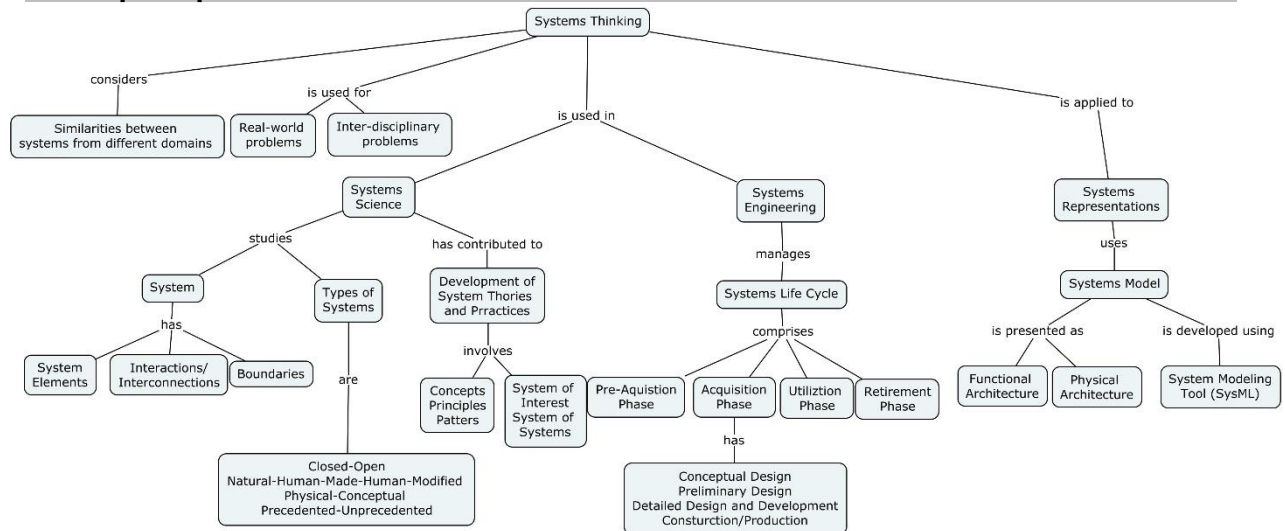 Systems Thinking
considers
is used for
is used in
is applied to
Similarities between
systems from different domains
Real-world
problems
Inter-disciplinary
problems
Systems
Science
Systems
Engineering
Systems
Representations
studies
has contributed to
manages
uses
System
Types of
Systems
Development of
System Thories
and Prractices
Systems Life Cycle
Systems Model
has
are
involves
comprises
is presented as
is developed using
System
Elements
Interactions/
Interconnections
Boundaries
Concepts
Principles
Patters
System of
Interest
System of
Systems
Pre-Aquistion
Phase
Acquisition
Phase
Utiliztion
Phase
Retirement
Phase
Functional
Architecture
Physical
Architecture
System Modeling
Tool (SysML)
has
Closed-Open
Natural-Human-Made-Human-Modified
Physical-Conceptual
Precedented-Unprecedented
Conceptual Design
Preliminary Design
Detailed Design and Development
Consturction/Production